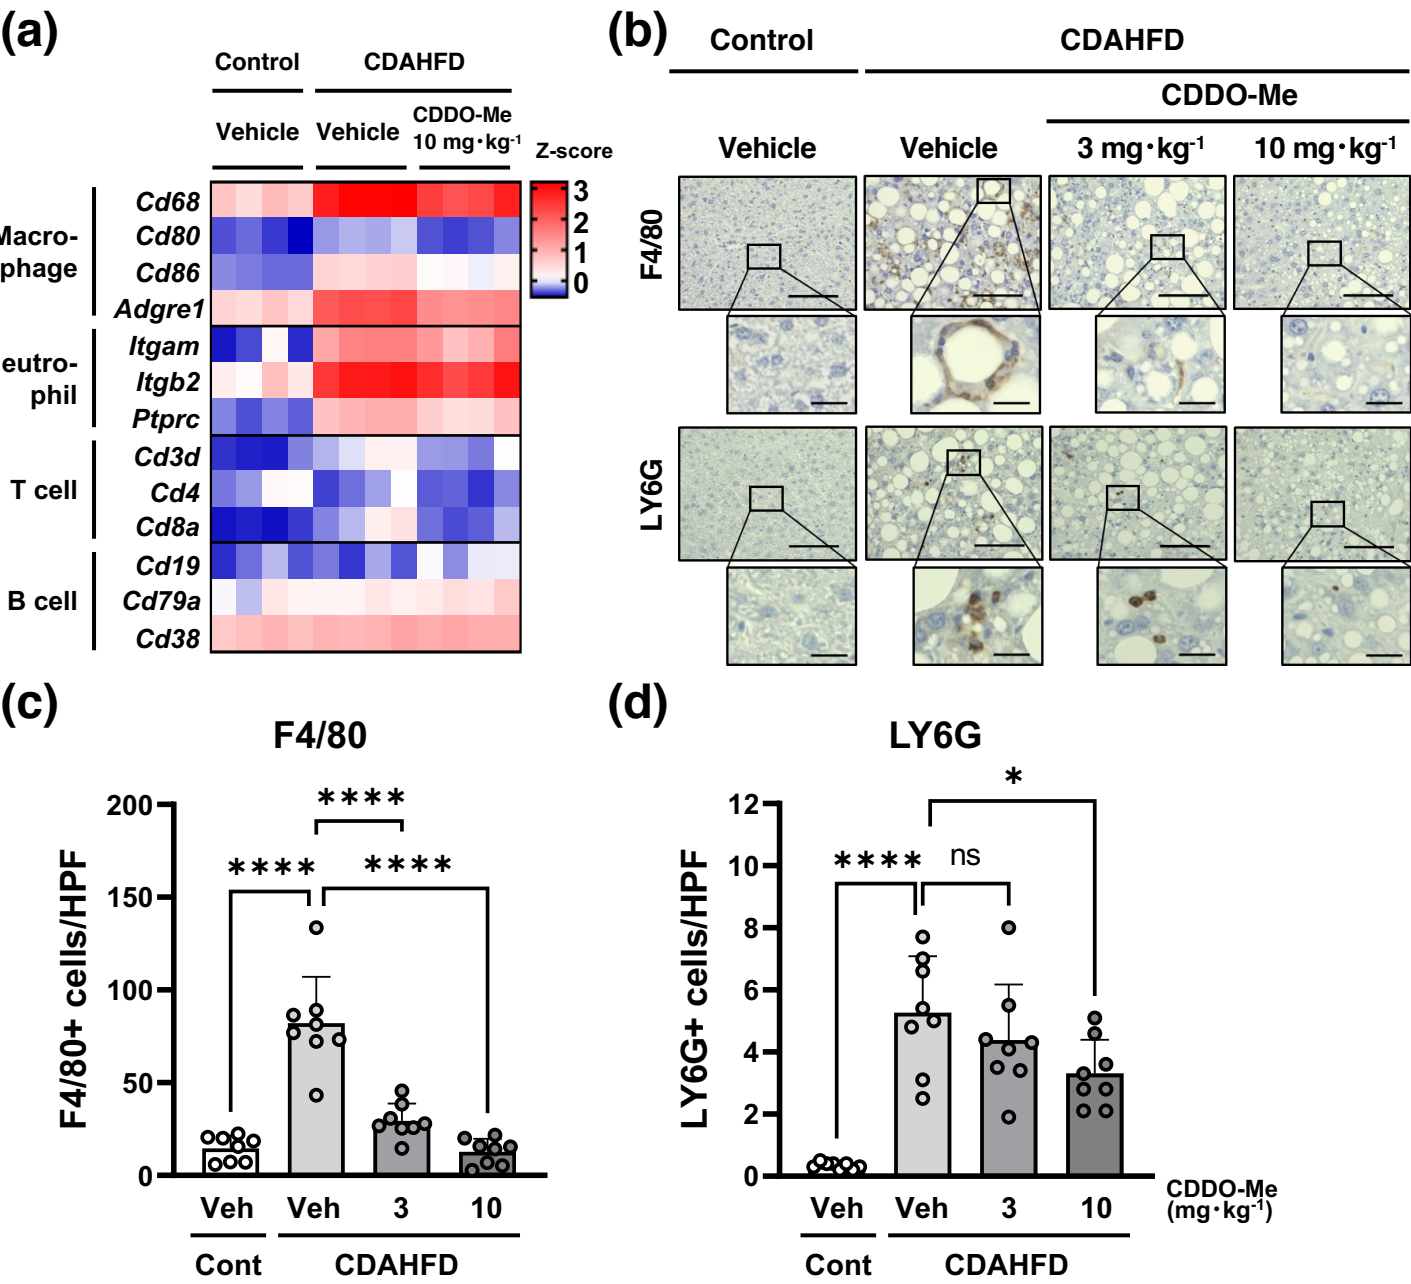 (a)
Control CDAHFD
Vehicle Vehicle CDDO-Me
10 mg·kg-1
Z-score
3
2
1
0
Macro-
phage
Cd68
Cd80
Cd86
Adgre1
eutro-
phil
Itgam
Itgb2
Ptprc
T cell
Cd3d
Cd4
Cd8a
B cell
Cd19
Cd79a
Cd38
(b)
Control CDAHFD
CDDO-Me
Vehicle Vehicle 3 mg·kg-1 10 mg·kg-1
F4/80
LY6G
(c)
F4/80
F4/80+ cells/HPF
200
150
100
50
0
****
**** ****
Veh Veh 3 10
Cont CDAHFD
(d)
LY6G
LY6G+ cells/HPF
12
10
8
6
4
2
0
*
**** ns
Veh Veh 3 10
CDDO-Me
(mg·kg-1)
Cont CDAHFD